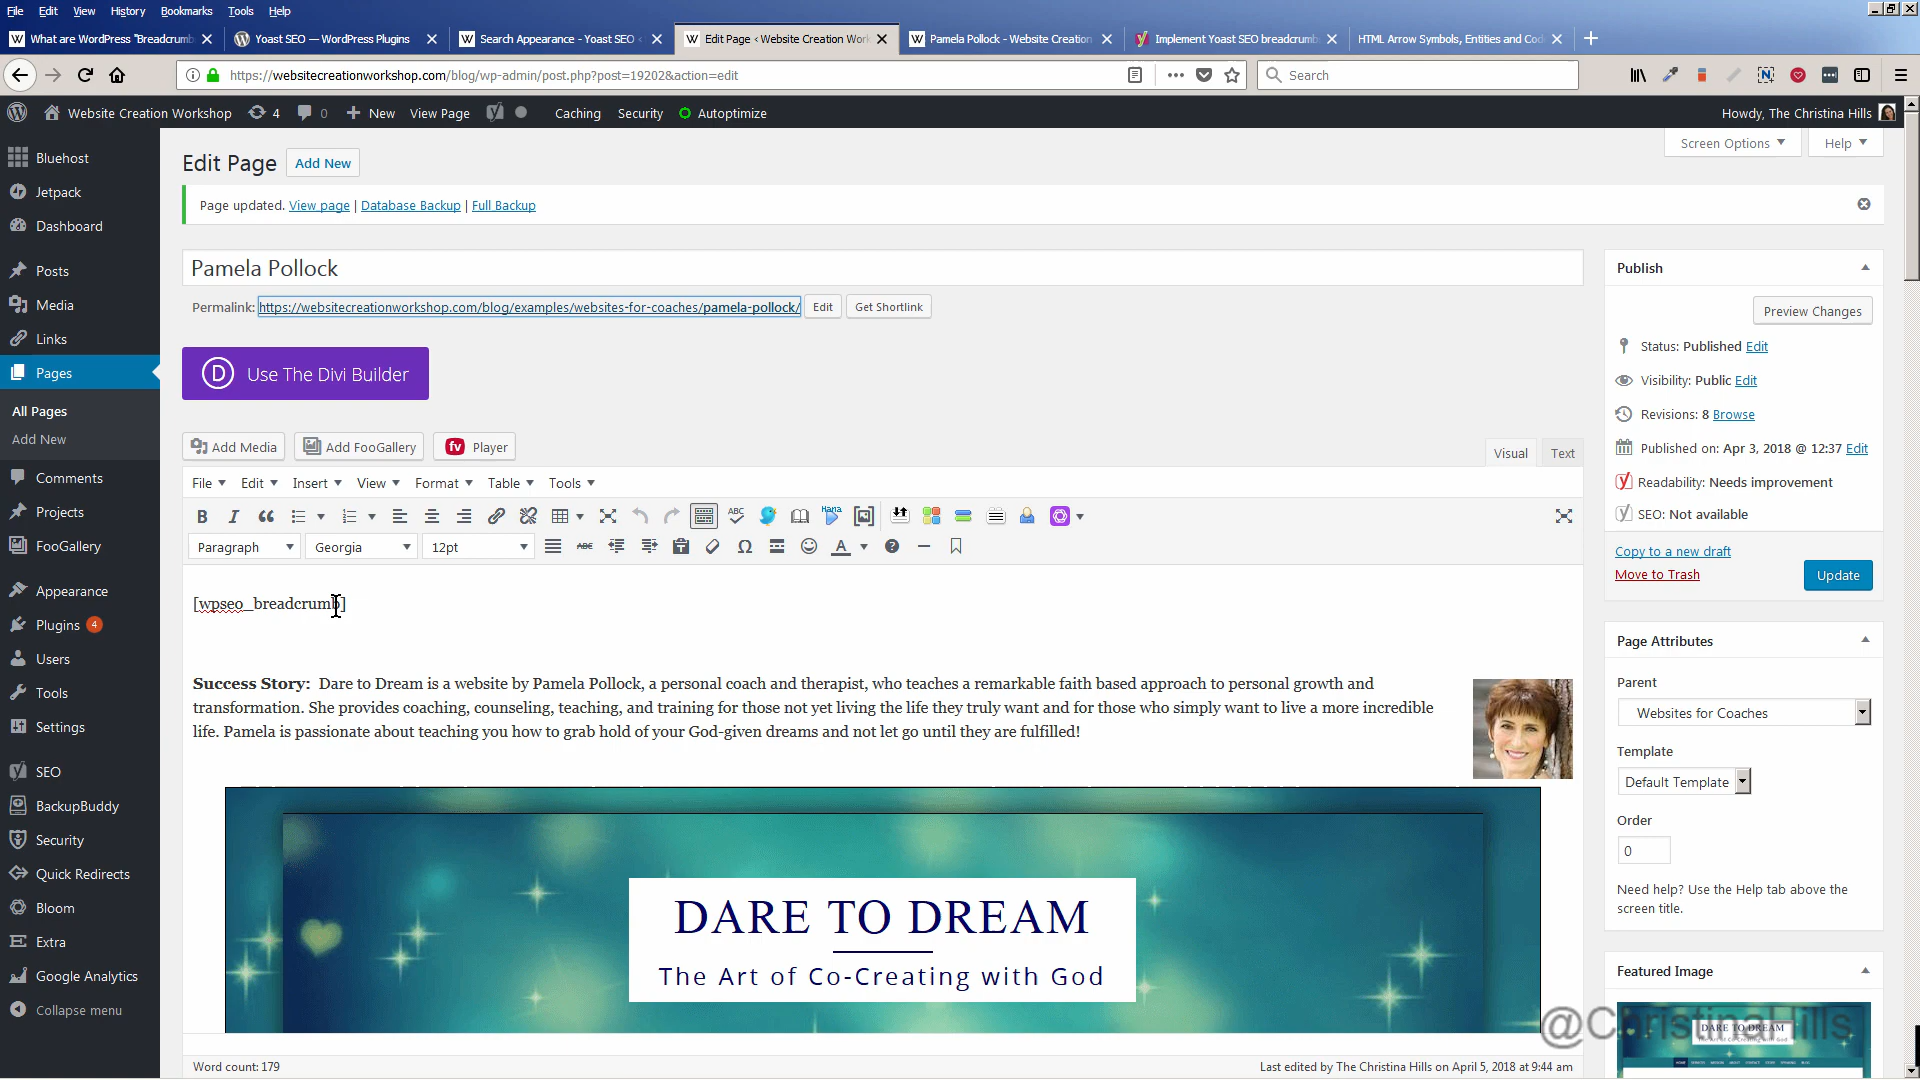 File Edit View History Bookmarks Tools Help
What are WordPress "Breadcrumb
Yoast SEO — WordPress Plugins
Search Appearance - Yoast SEO
Edit Page ‹ Website Creation Work
Pamela Pollock - Website Creation
Implement Yoast SEO breadcrumb
HTML Arrow Symbols, Entities and Cod
https://websitecreationworkshop.com/blog/wp-admin/post.php?post=19202&action=edit
Search
Website Creation Workshop 4 0 New View Page Caching Security Autoptimize
Howdy, The Christina Hills
Bluehost
Jetpack
Dashboard
Posts
Media
Links
Pages
All Pages
Add New
Comments
Projects
FooGallery
Appearance
Plugins 4
Users
Tools
Settings
SEO
BackupBuddy
Security
Quick Redirects
Bloom
Extra
Google Analytics
Collapse menu
Screen Options Help
Edit Page Add New
Page updated. View page | Database Backup | Full Backup
Pamela Pollock
Permalink: https://websitecreationworkshop.com/blog/examples/websites-for-coaches/pamela-pollock/ Edit Get Shortlink
D Use The Divi Builder
Add Media Add FooGallery fv Player
Visual Text
File Edit Insert View Format Table Tools
Paragraph Georgia 12pt
[wpseo_breadcrumb]
Success Story: Dare to Dream is a website by Pamela Pollock, a personal coach and therapist, who teaches a remarkable faith based approach to personal growth and
transformation. She provides coaching, counseling, teaching, and training for those not yet living the life they truly want and for those who simply want to live a more incredible
life. Pamela is passionate about teaching you how to grab hold of your God-given dreams and not let go until they are fulfilled!
DARE TO DREAM
The Art of Co-Creating with God
Word count: 179
Last edited by The Christina Hills on April 5, 2018 at 9:44 am
Publish
Preview Changes
Status: Published Edit
Visibility: Public Edit
Revisions: 8 Browse
Published on: Apr 3, 2018 @ 12:37 Edit
Readability: Needs improvement
SEO: Not available
Copy to a new draft
Move to Trash
Update
Page Attributes
Parent
Websites for Coaches
Template
Default Template
Order
0
Need help? Use the Help tab above the
screen title.
Featured Image
DARE TO DREAM
@ChristinaHills